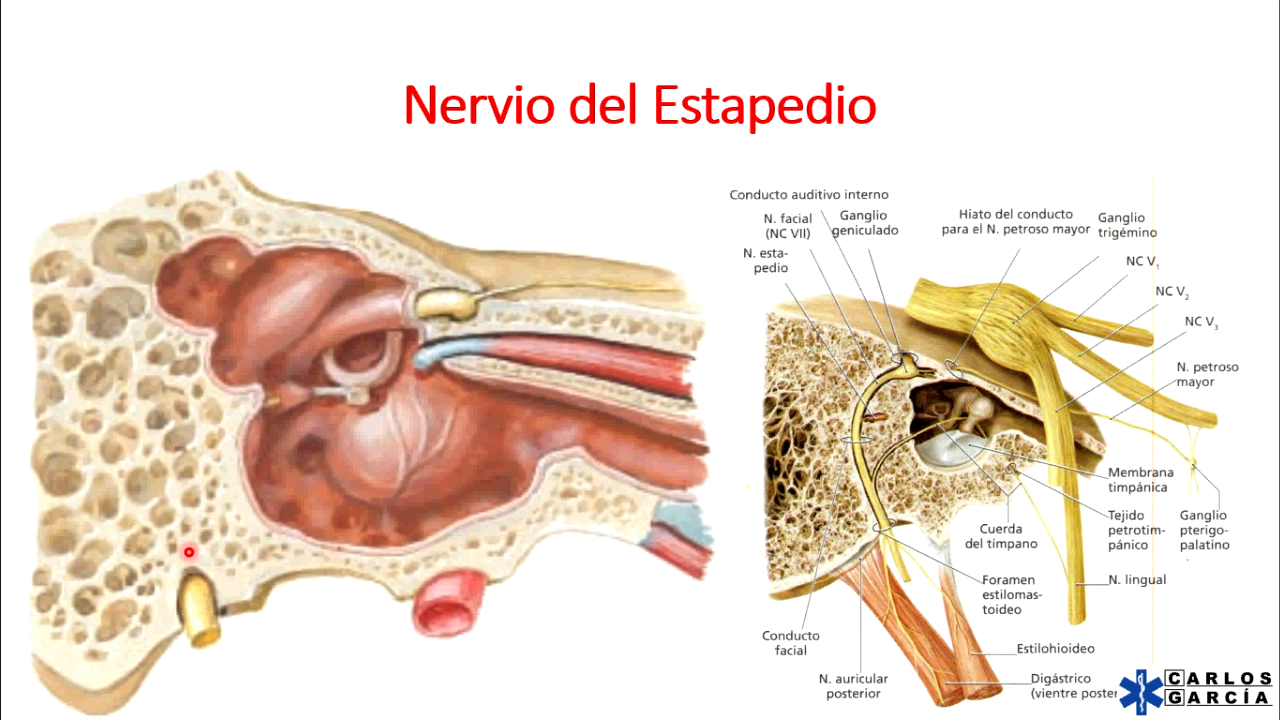 Nervio del Estapedio
Conducto auditivo interno
N. facial
(NC VII)
Ganglio
geniculado
N. esta-
pedio
Hiato del conducto
para el N. petroso mayor
Ganglio
trigémino
NC V1
NC V2
NC V3
N. petroso
mayor
Membrana
timpánica
Cuerda
del tímpano
Tejido
petrotim-
pánico
Ganglio
pterigo-
palatino
Foramen
estilomas-
toideo
N. lingual
Conducto
facial
N. auricular
posterior
Estilohioideo
Digástrico
(vientre poster
CARLOS
GARCÍA